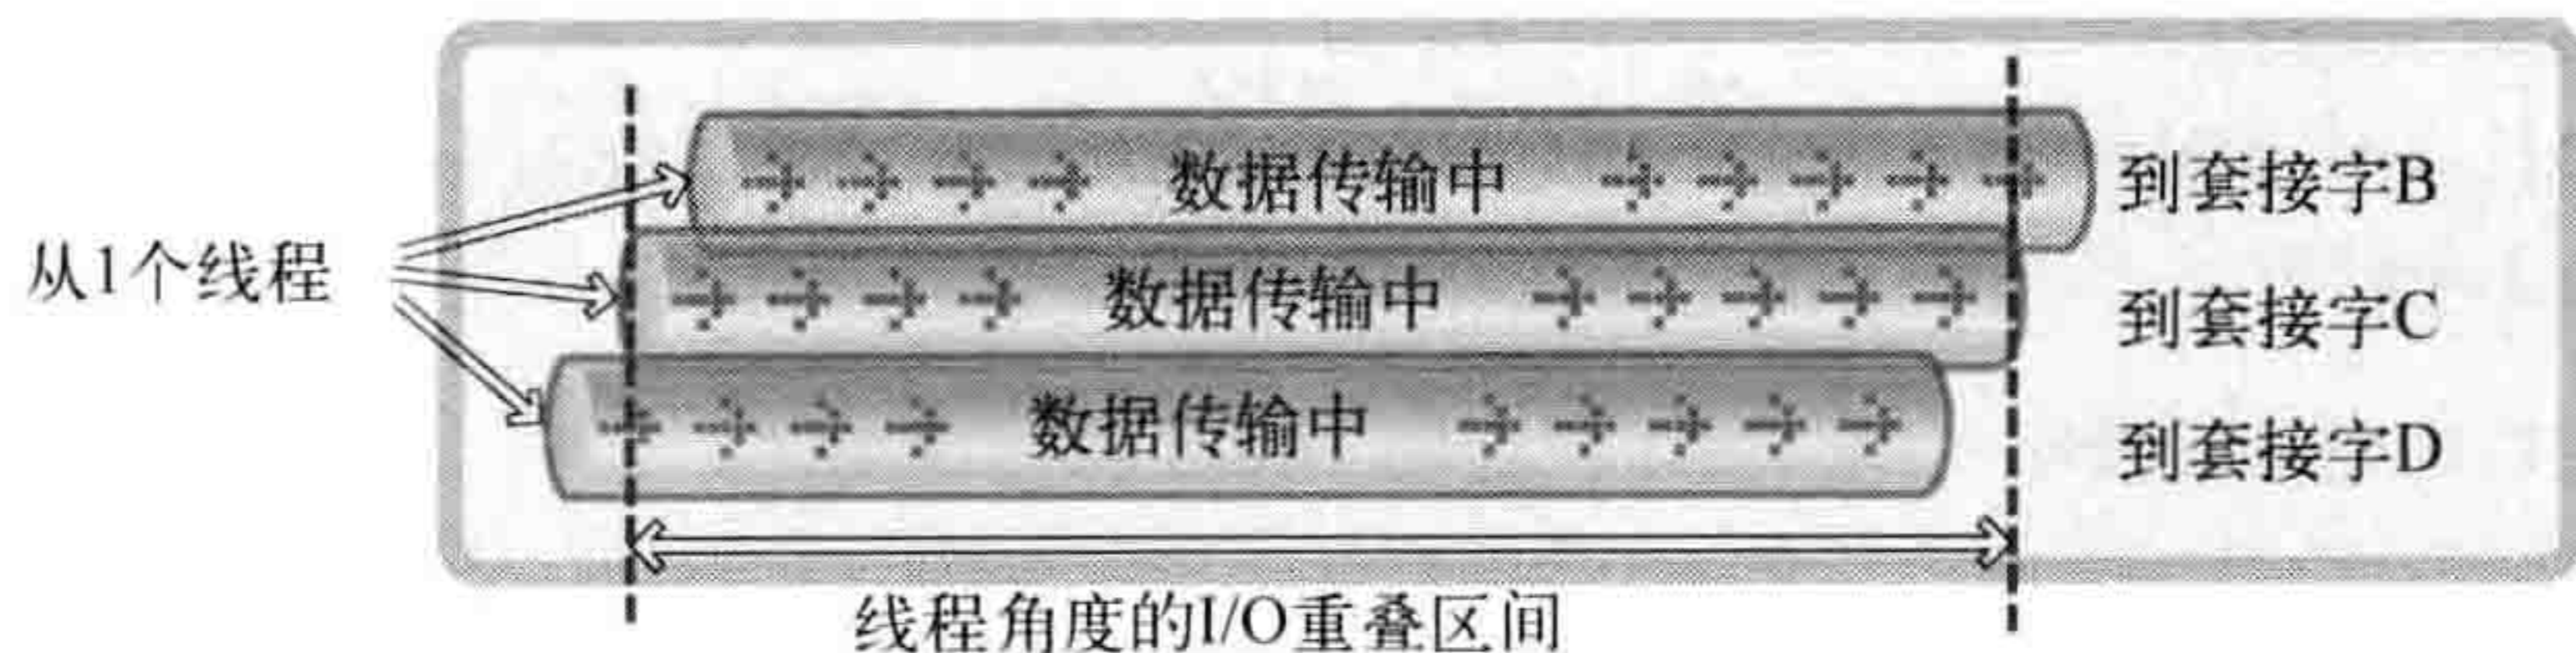 数据传输中
到套接字B
从1个线程
数据传输中
到套接字C
数据传输中
到套接字D
线程角度的I/O重叠区间